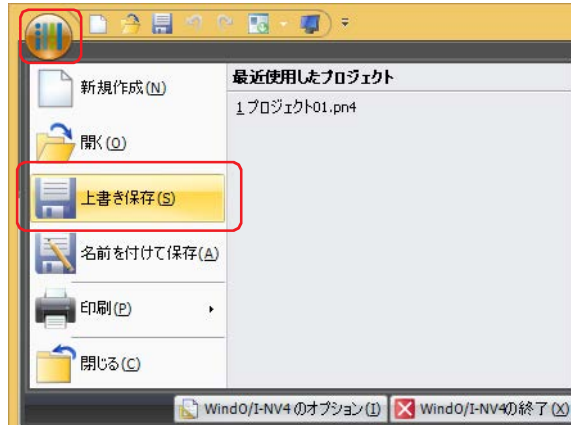 新規作成(N)
最近使用したプロジェクト
1 プロジェクト01.pn4
開く(O)
上書き保存(S)
名前を付けて保存(A)
印刷(P)
閉じる(C)
WindO/I-NV4 のオプション(I)
WindO/I-NV4の終了(X)